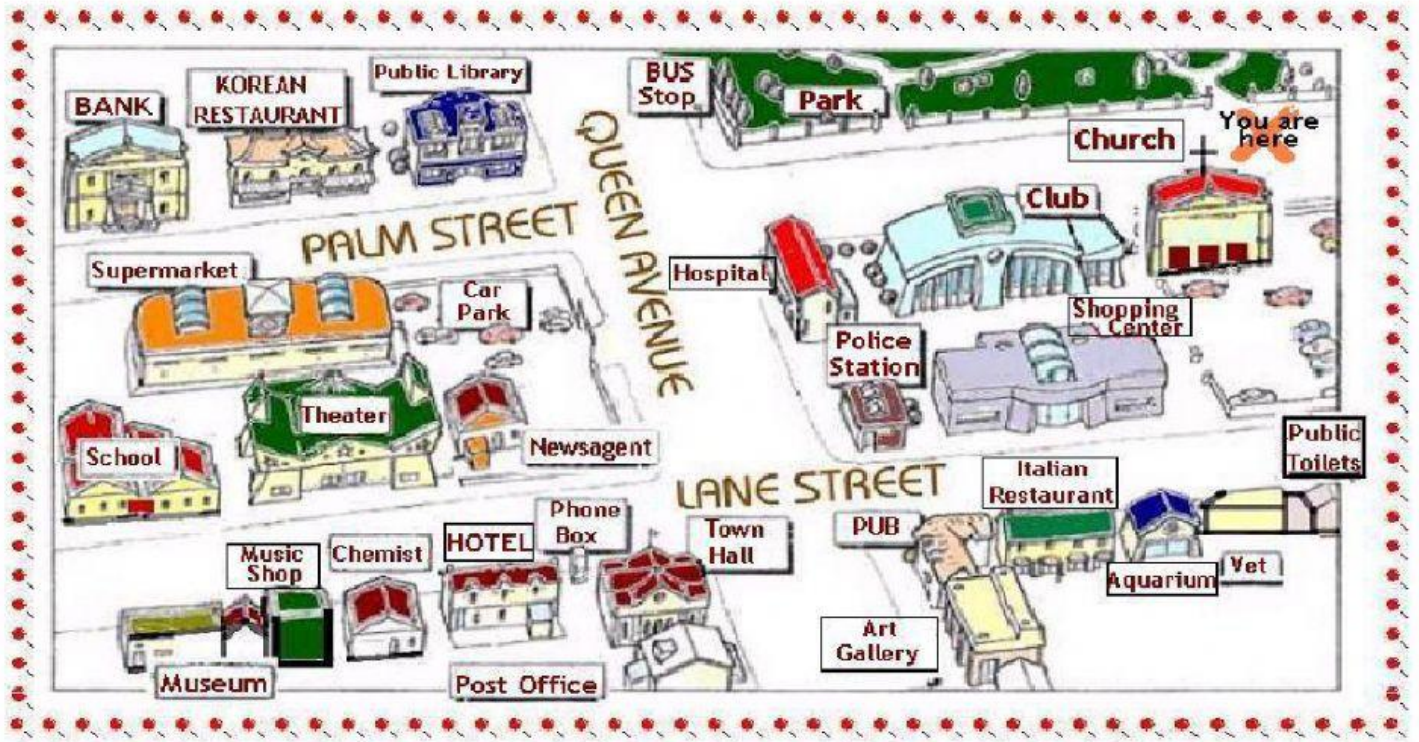 BANK
KOREAN
RESTAURANT
Public Library
BUS
Stop
Park
Church
You are
here
QUEEN AVENUE
PALM STREET
Club
Supermarket
Car
Park
Hospital
Shopping
Center
Police
Station
School
Theater
Newsagent
LANE STREET
Public
Toilets
Italian
Restaurant
PUB
Phone
Box
Town
Hall
HOTEL
Chemist
Music
Shop
Aquarium
Vet
Art
Gallery
Museum
Post Office